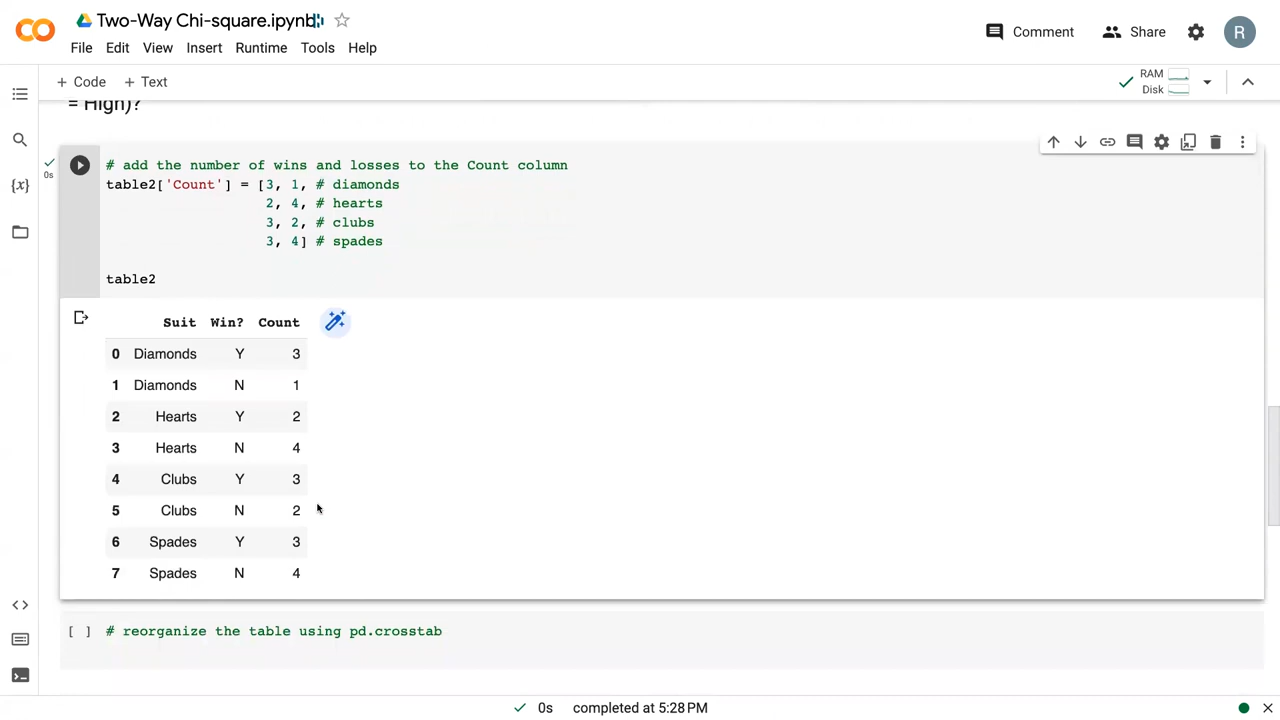 Two-Way Chi-square.ipynb
File Edit View Insert Runtime Tools Help
Comment Share R
+ Code + Text
RAM
Disk
= High)?
0s
# add the number of wins and losses to the Count column
table2['Count'] = [3, 1, # diamonds
2, 4, # hearts
3, 2, # clubs
3, 4] # spades
table2
Suit Win? Count
0 Diamonds Y 3
1 Diamonds N 1
2 Hearts Y 2
3 Hearts N 4
4 Clubs Y 3
5 Clubs N 2
6 Spades Y 3
7 Spades N 4
[ ] # reorganize the table using pd.crosstab
0s completed at 5:28 PM